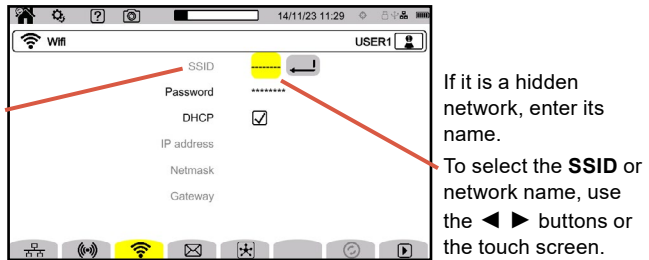 14/11/23 11:29
Wifi USER1
SSID --------
Password ********
DHCP
IP address
Netmask
Gateway
If it is a hidden
network, enter its
name.
To select the SSID or
network name, use
the ◄ ► buttons or
the touch screen.